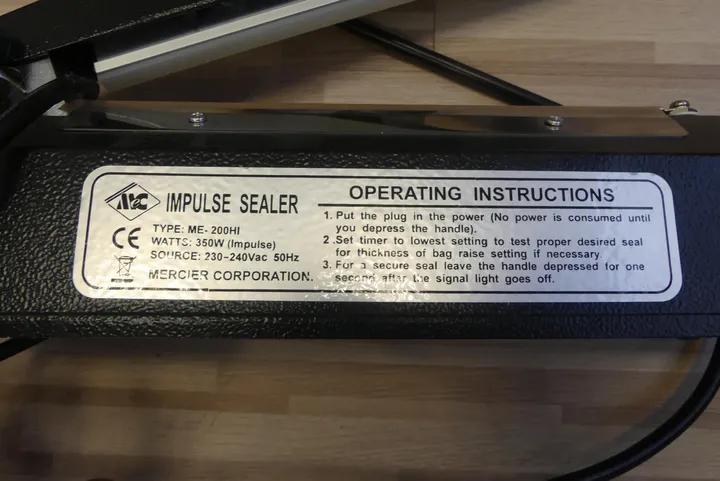 MEC
IMPULSE SEALER
TYPE: ME- 200HI
WATTS: 350W (Impulse)
SOURCE: 230-240Vac 50Hz
CE
MERCIER CORPORATION.
OPERATING INSTRUCTIONS
1. Put the plug in the power (No power is consumed until
you depress the handle).
2 .Set timer to lowest setting to test proper desired seal
for thickness of bag raise setting if necessary.
3. For a secure seal leave the handle depressed for one
second after the signal light goes off.